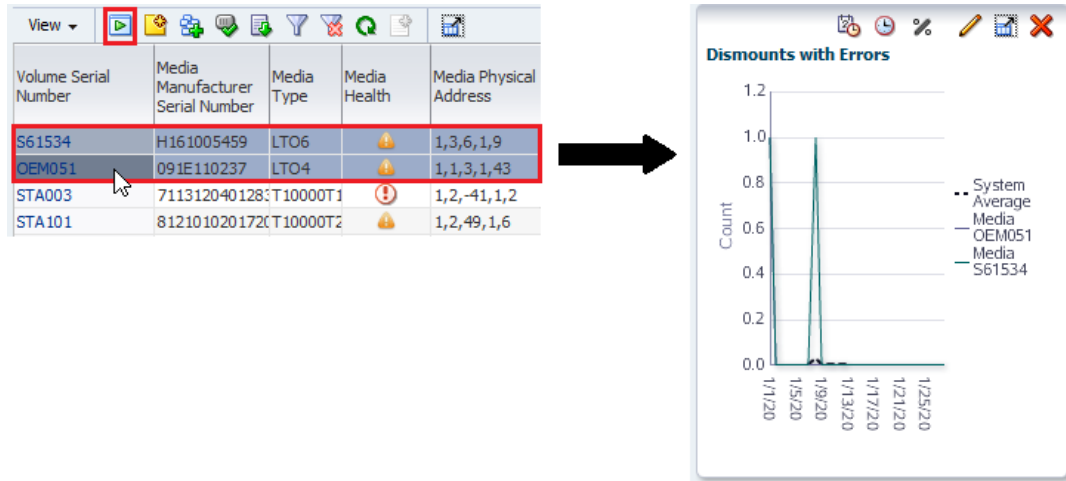 View
Volume Serial
Number
Media
Manufacturer
Serial Number
Media
Type
Media
Health
Media Physical
Address
S61534 H161005459 LTO6 1,3,6,1,9
OEM051 091E110237 LTO4 1,1,3,1,43
STA003 7113120401283 T10000T1 1,2,-41,1,2
STA101 8121010201720 T10000T2 1,2,49,1,6
Dismounts with Errors
1.2
1.0
0.8
0.6
0.4
0.2
0.0
Count
1/1/20
1/5/20
1/9/20
1/13/20
1/17/20
1/21/20
1/25/20
System
Average
Media
OEM051
Media
S61534